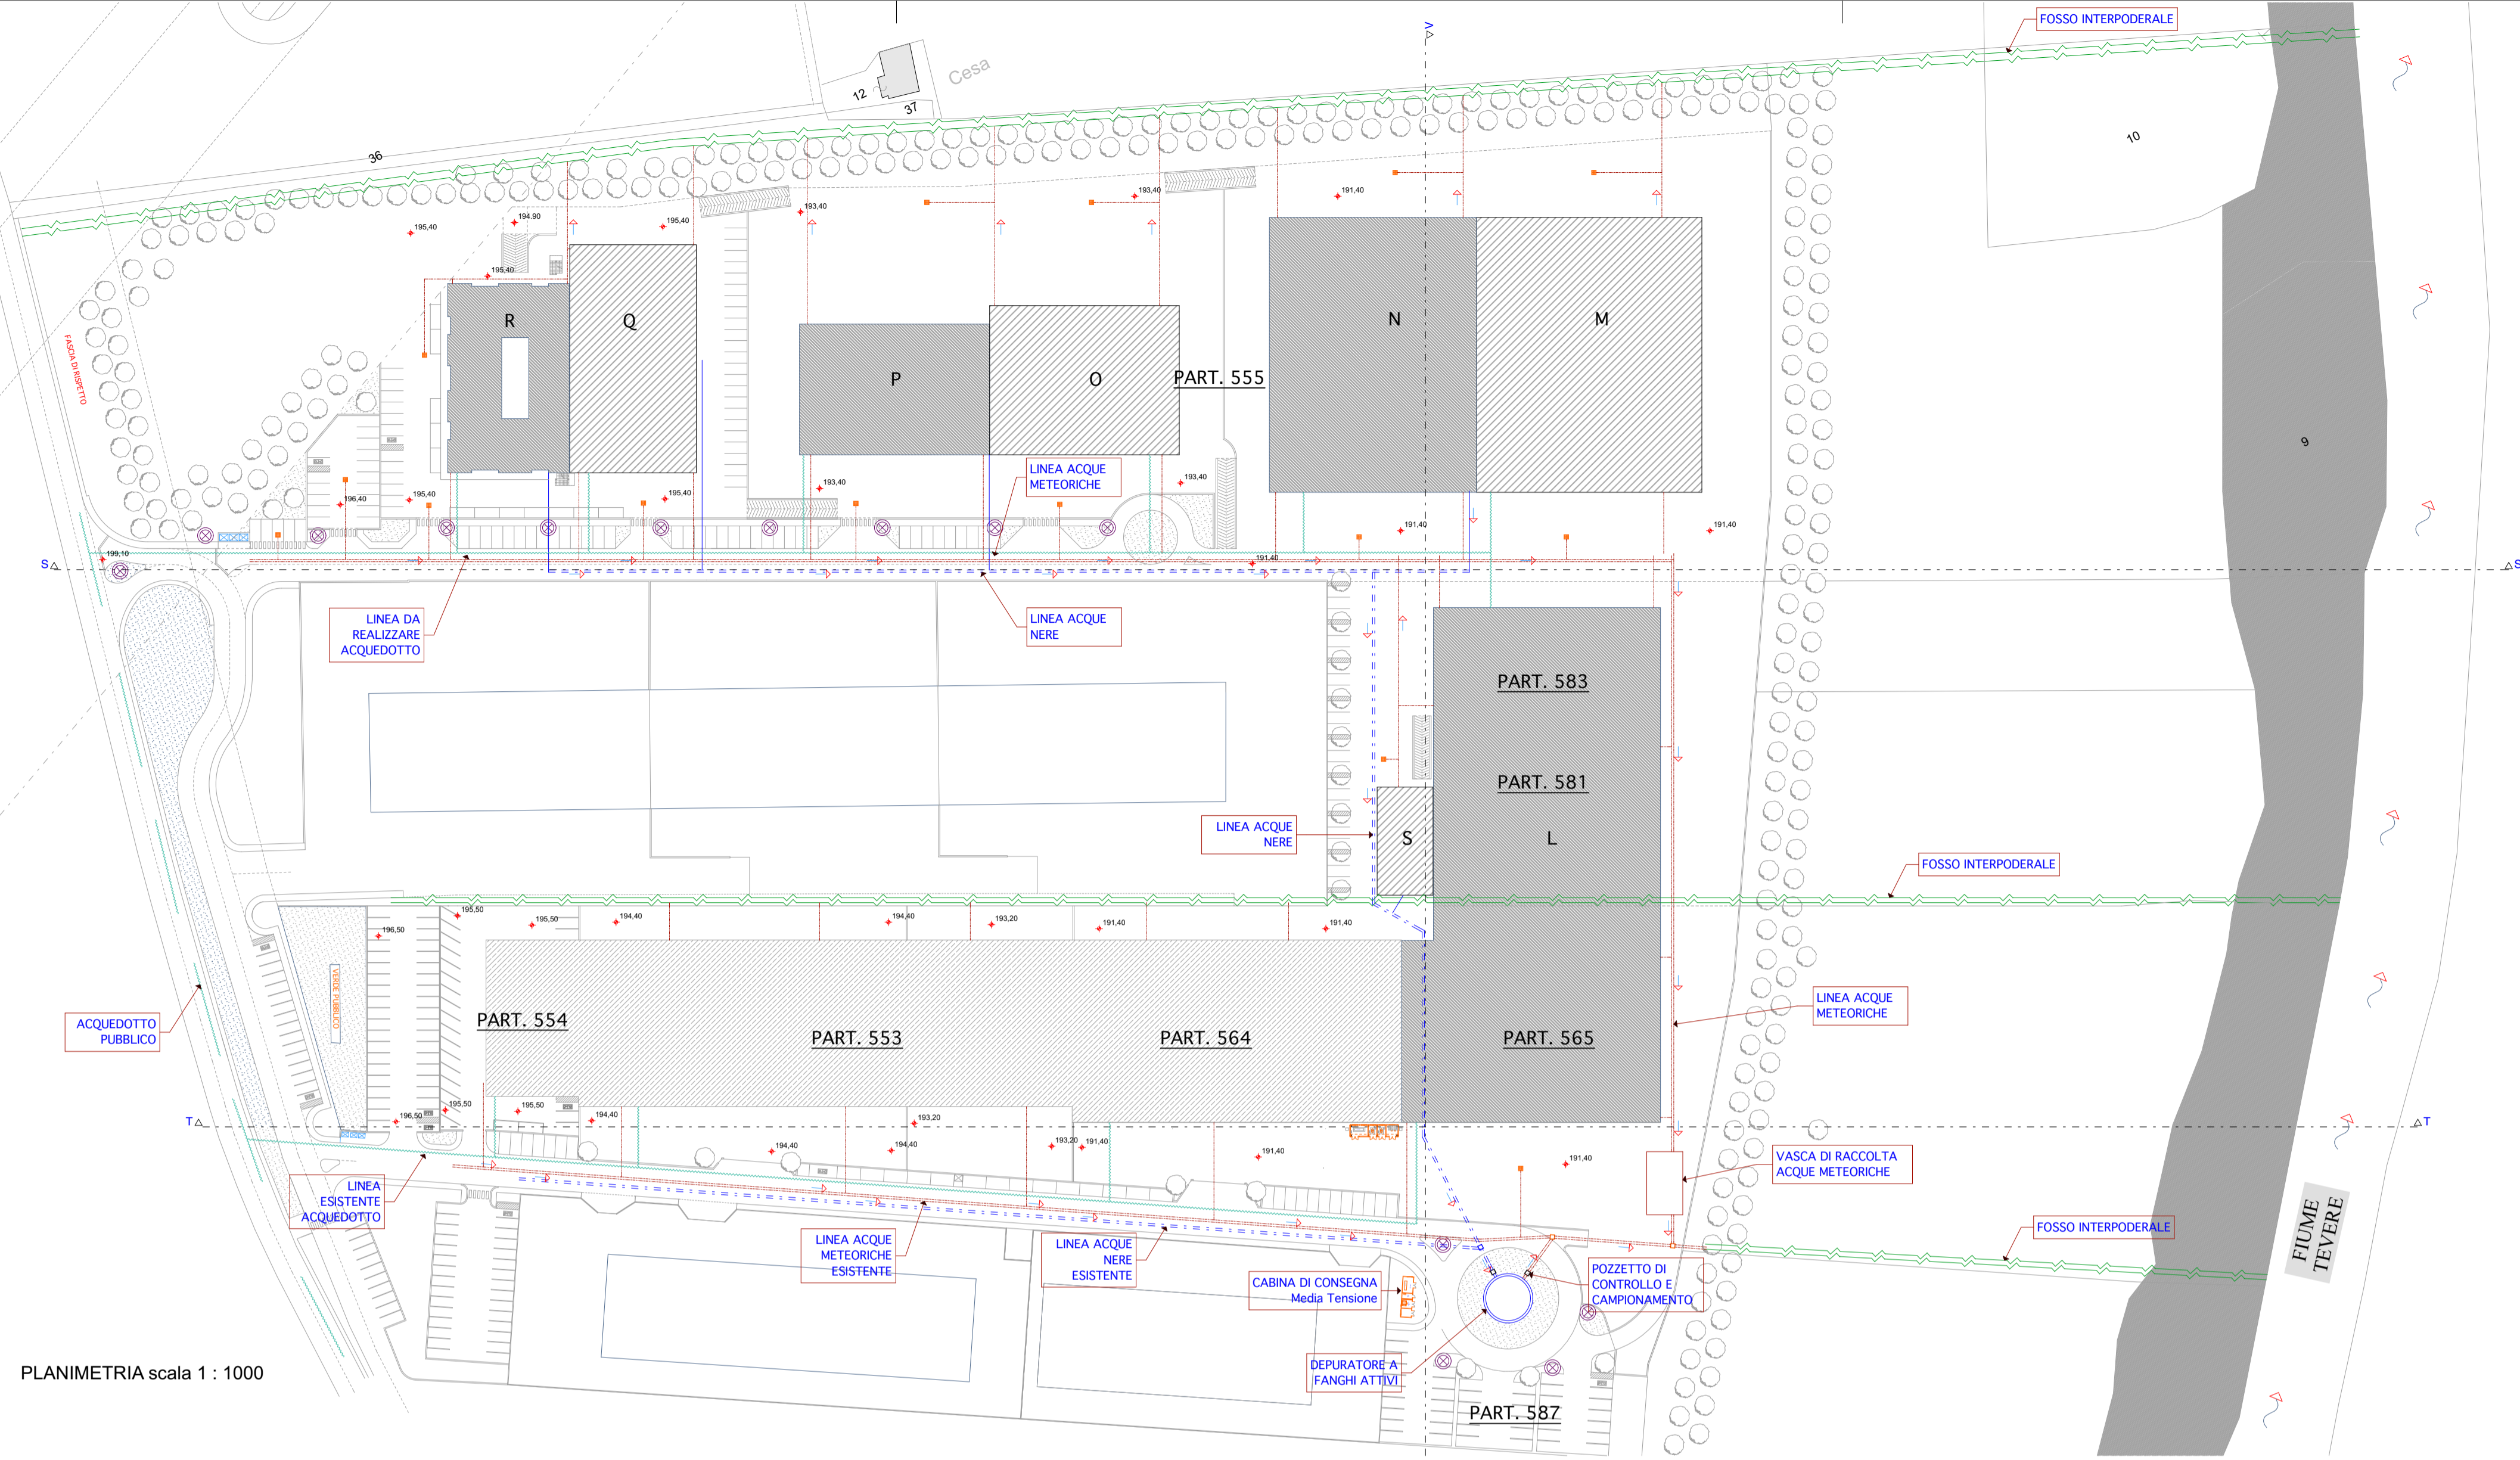 FOSSO INTERPODERALE
V
Cesa
12
37
36
10
193,40
191,40
193,40
194.90
195,40
195,40
195,40
R
Q
P
O
N
M
PART. 555
FASCIA DI RISPETTO
9
LINEA ACQUE
METEORICHE
193,40
193,40
196,40
195,40
195,40
191,40
191,40
199,10
191,40
S
S
LINEA DA
REALIZZARE
ACQUEDOTTO
LINEA ACQUE
NERE
PART. 583
PART. 581
LINEA ACQUE
NERE
S
L
FOSSO INTERPODERALE
195,50
195,50
194,40
194,40
193,20
191,40
191,40
196,50
VERDE PUBBLICO
LINEA ACQUE
METEORICHE
ACQUEDOTTO
PUBBLICO
PART. 554
PART. 553
PART. 564
PART. 565
195,50
195,50
196,50
194,40
193,20
T
T
194,40
194,40
193,20
191,40
191,40
191,40
VASCA DI RACCOLTA
ACQUE METEORICHE
LINEA
ESISTENTE
ACQUEDOTTO
LINEA ACQUE
METEORICHE
ESISTENTE
LINEA ACQUE
NERE
ESISTENTE
FOSSO INTERPODERALE
FIUME
TEVERE
CABINA DI CONSEGNA
Media Tensione
POZZETTO DI
CONTROLLO E
CAMPIONAMENTO
DEPURATORE A
FANGHI ATTIVI
PLANIMETRIA scala 1 : 1000
PART. 587